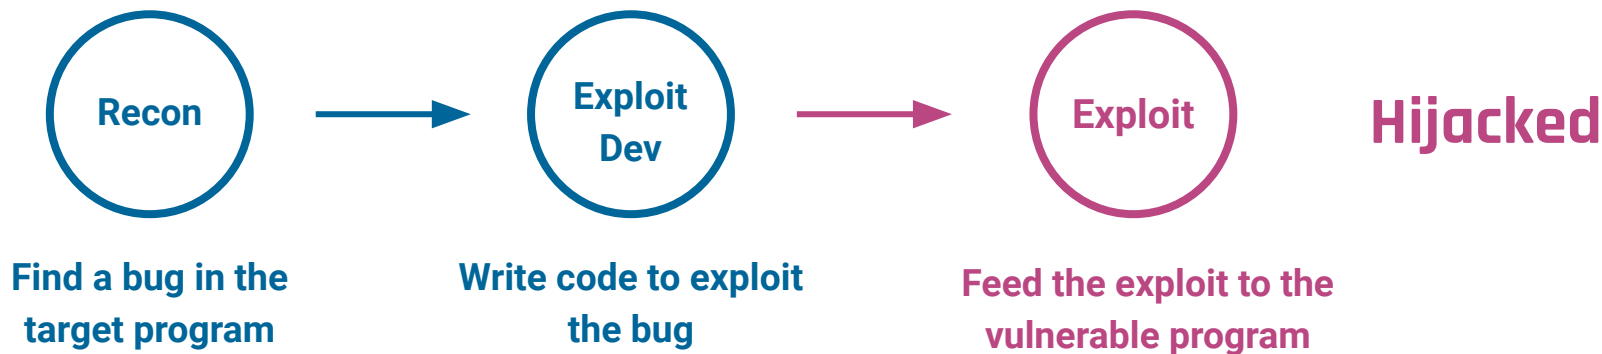 Recon
Exploit
Dev
Exploit
Hijacked
Find a bug in the
target program
Write code to exploit
the bug
Feed the exploit to the
vulnerable program